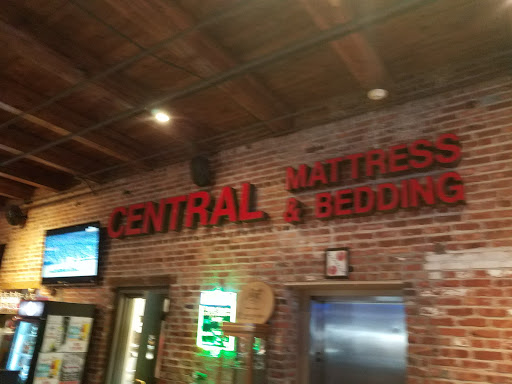 CENTRAL
MATTRESS
& BEDDING